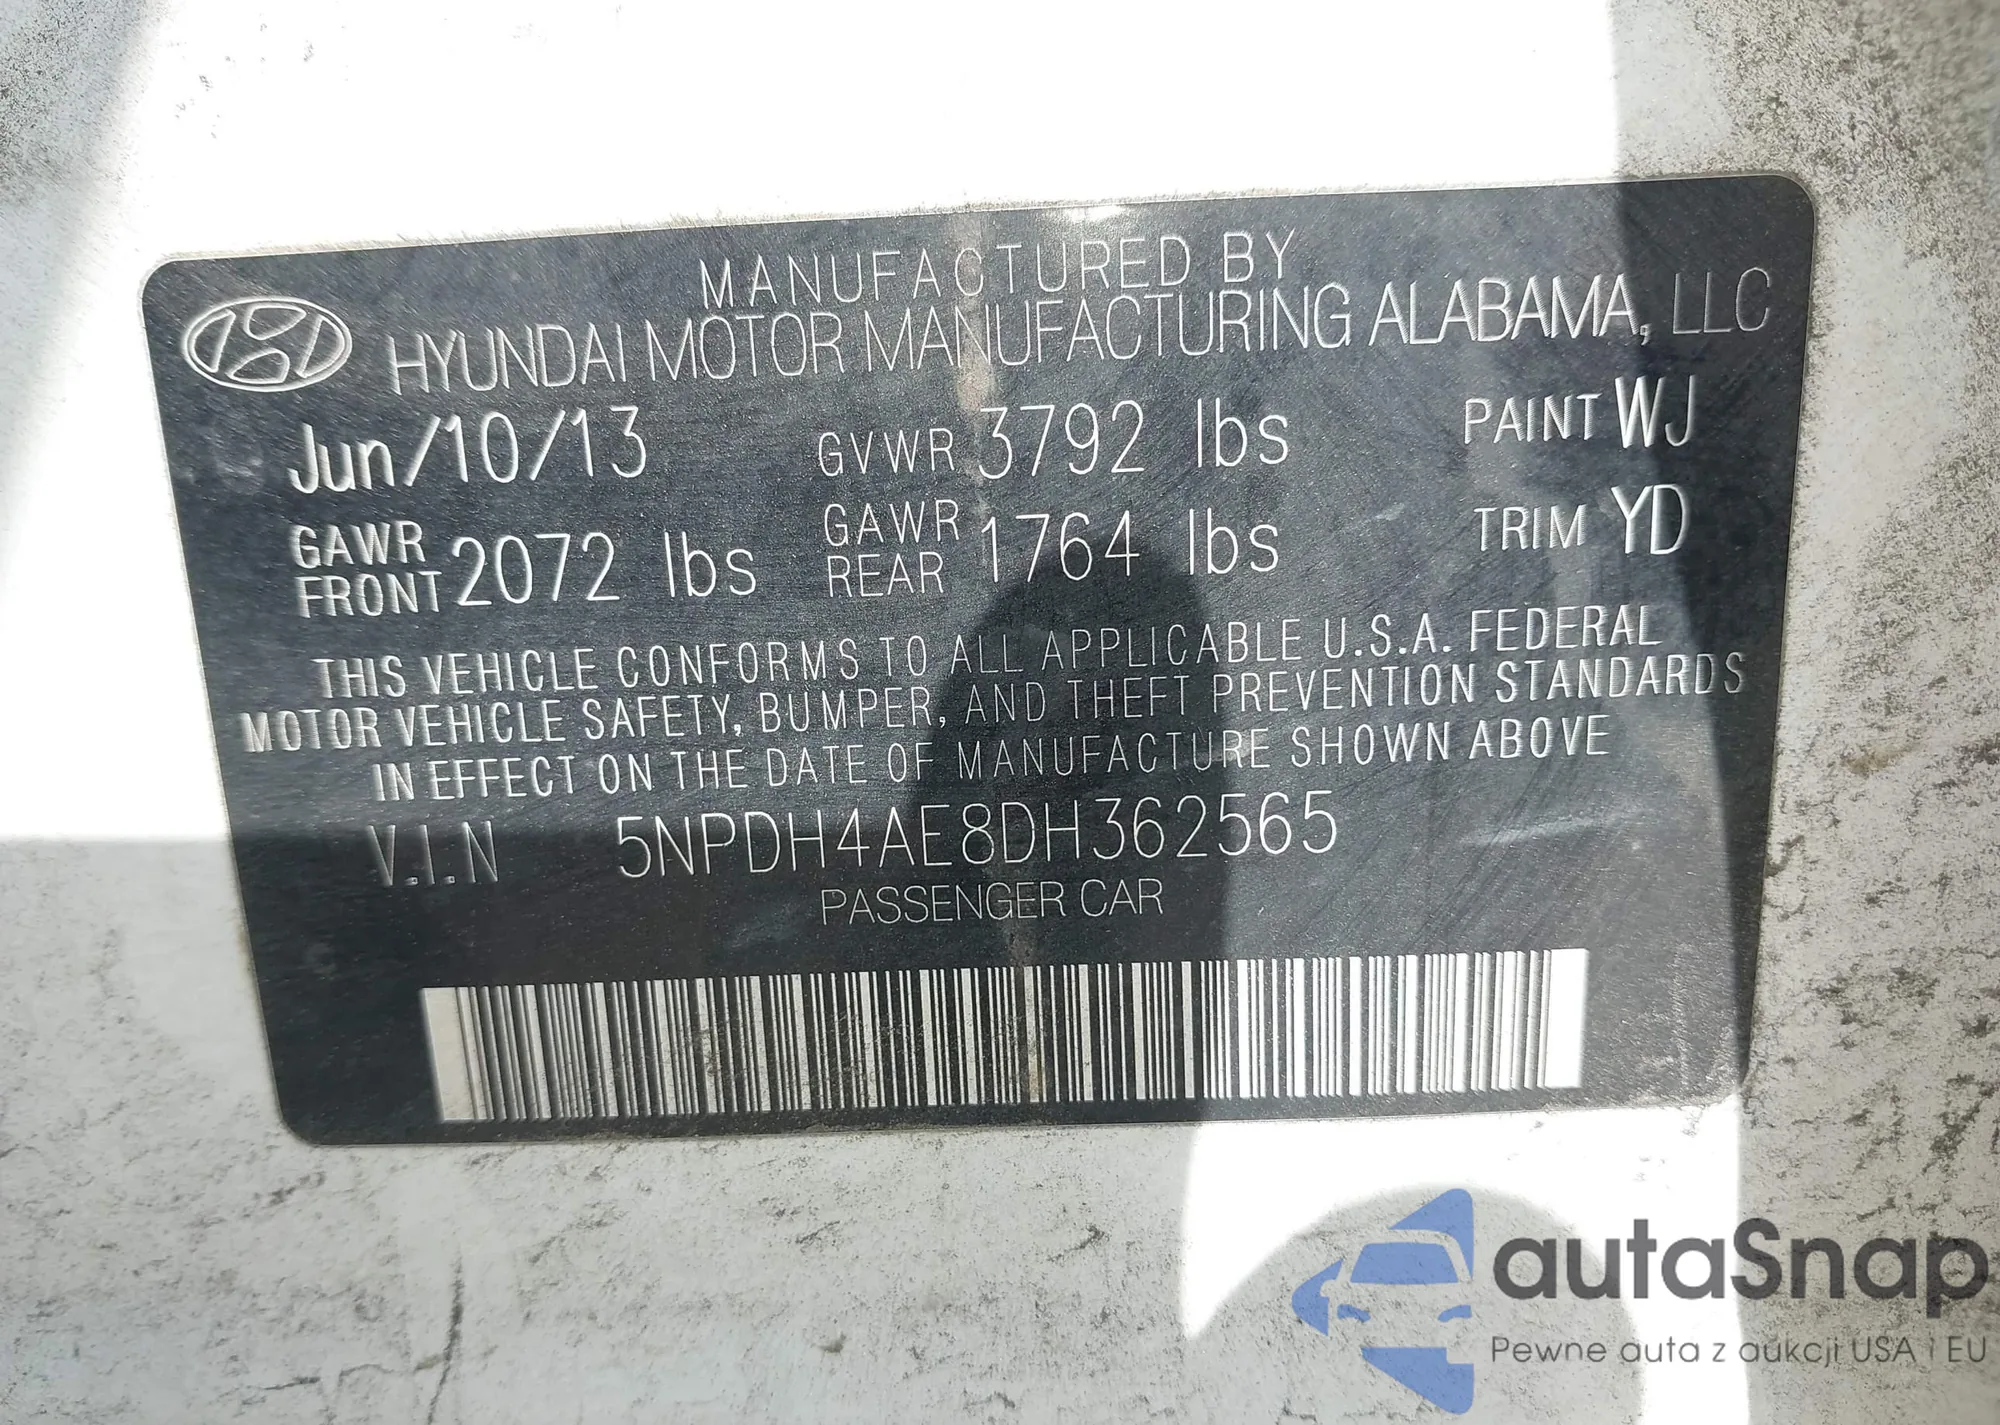 MANUFACTURED BY
HYUNDAI MOTOR MANUFACTURING ALABAMA, LLC
Jun/10/13 GVWR 3792 lbs PAINT WJ
GAWR FRONT 2072 lbs GAWR REAR 1764 lbs TRIM YD
THIS VEHICLE CONFORMS TO ALL APPLICABLE U.S.A. FEDERAL
MOTOR VEHICLE SAFETY, BUMPER, AND THEFT PREVENTION STANDARDS
IN EFFECT ON THE DATE OF MANUFACTURE SHOWN ABOVE
V.I.N 5NPDH4AE8DH362565
PASSENGER CAR
autaSnap
Pewne auta z aukcji USA i EU